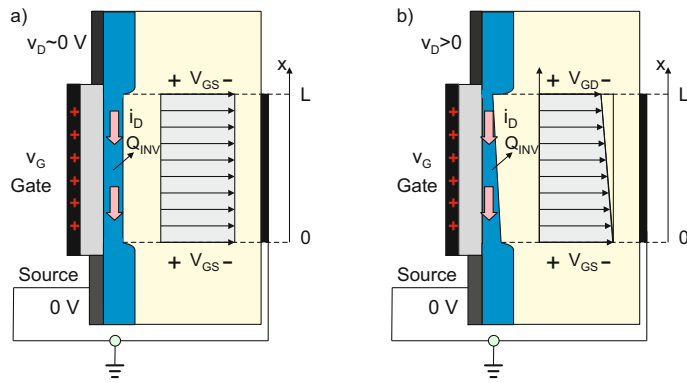 a)
v_D~0 V
+ V_GS –
x
L
i_D
Q_INV
v_G
Gate
0
+ V_GS –
Source
0 V
b)
v_D>0
+ V_GD –
x
L
i_D
Q_INV
v_G
Gate
0
+ V_GS –
Source
0 V